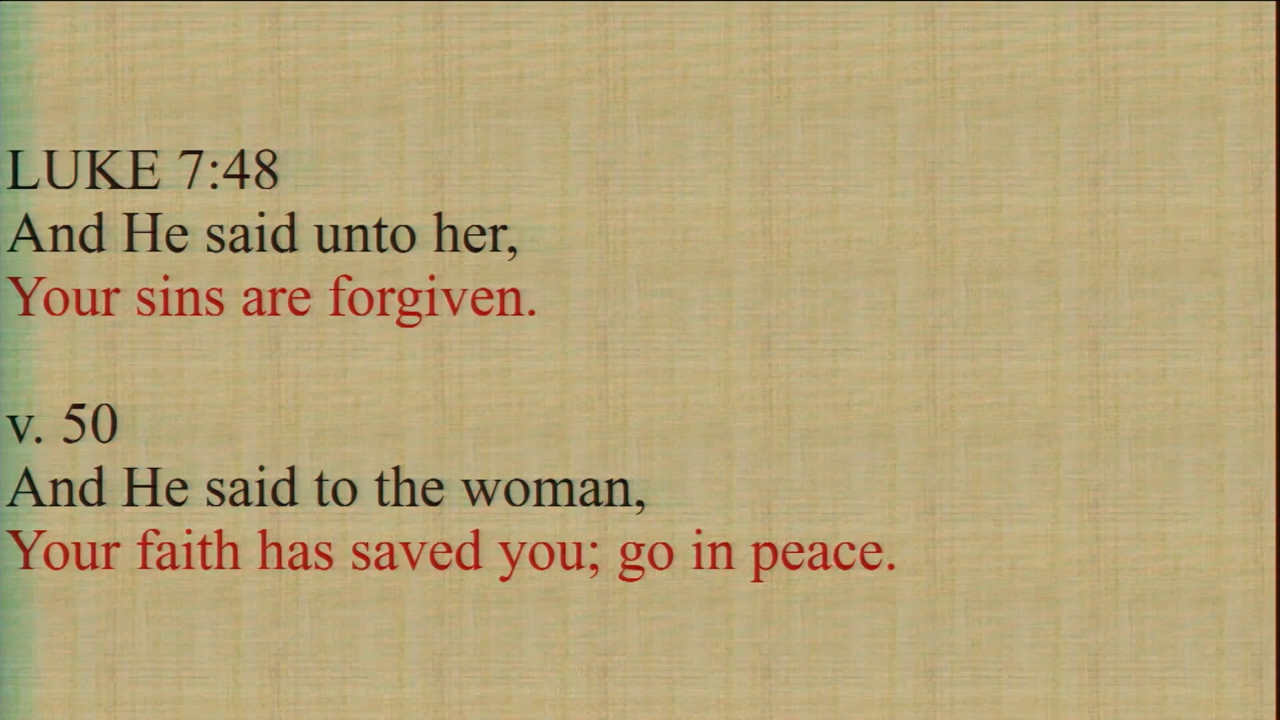 LUKE 7:48
And He said unto her,
Your sins are forgiven.
v. 50
And He said to the woman,
Your faith has saved you; go in peace.